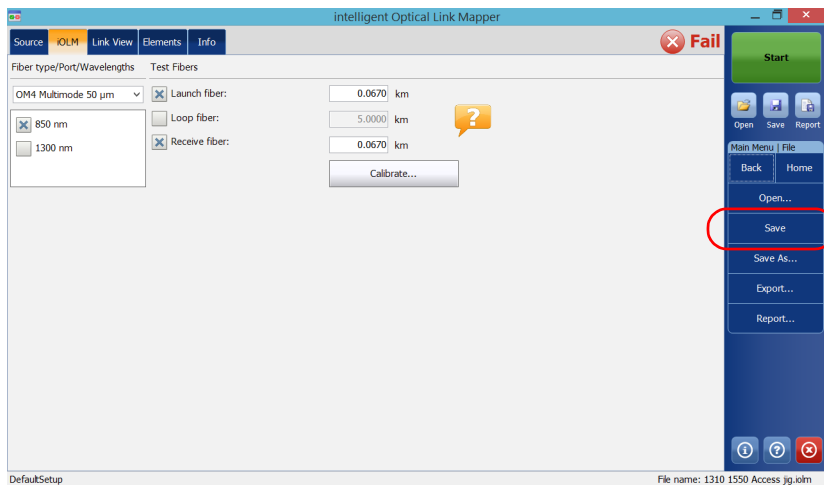 intelligent Optical Link Mapper
Source iOLM Link View Elements Info
Fail
Start
Fiber type/Port/Wavelengths Test Fibers
OM4 Multimode 50 µm
Launch fiber: 0.0670 km
850 nm
Loop fiber: 5.0000 km
1300 nm
Receive fiber: 0.0670 km
Calibrate...
?
Open Save Report
Main Menu | File
Back Home
Open...
Save
Save As...
Export...
Report...
DefaultSetup
File name: 1310 1550 Access jig.iolm